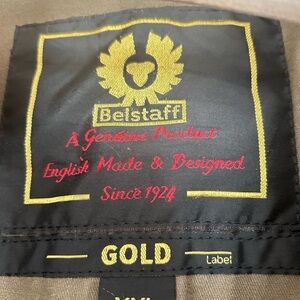 Belstaff
A Genuine Product
English Made & Designed
Since 1924
GOLD Label